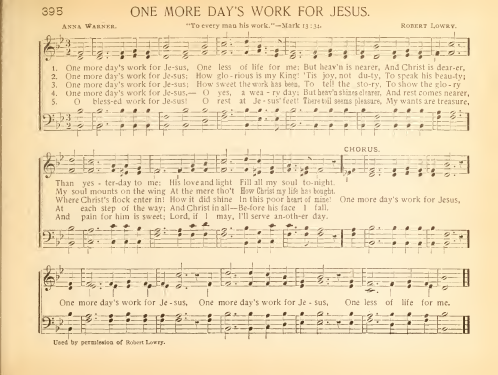 395
ONE MORE DAY'S WORK FOR JESUS.
ANNA WARNER. "To every man his work."—Mark 13:34. ROBERT LOWRY.
1. One more day's work for Je-sus, One less of life for me; But heav'n is nearer, And Christ is dear-er,
2. One more day's work for Je-sus; How glo-rious is my King! 'Tis joy, not du-ty, To speak his beau-ty;
3. One more day's work for Je-sus; How sweet the work has been, To tell the sto-ry, To show the glo-ry
4. One more day's work for Je-sus,— O yes, a wea-ry day; But heav'n shines clearer, And rest comes nearer,
5. O bless-ed work for Je-sus! O rest at Je-sus' feet! There toil seems pleasure, My wants are treasure,
CHORUS.
Than yes-ter-day to me; His love and light Fill all my soul to-night.
My soul mounts on the wing At the mere tho't How Christ my life has bought.
Where Christ's flock enter in! How it did shine In this poor heart of mine! One more day's work for Jesus,
At each step of the way; And Christ in all—Be-fore his face I fall.
And pain for him is sweet; Lord, if I may, I'll serve an-oth-er day.
One more day's work for Je-sus, One more day's work for Je-sus, One less of life for me.
Used by permission of Robert Lowry.